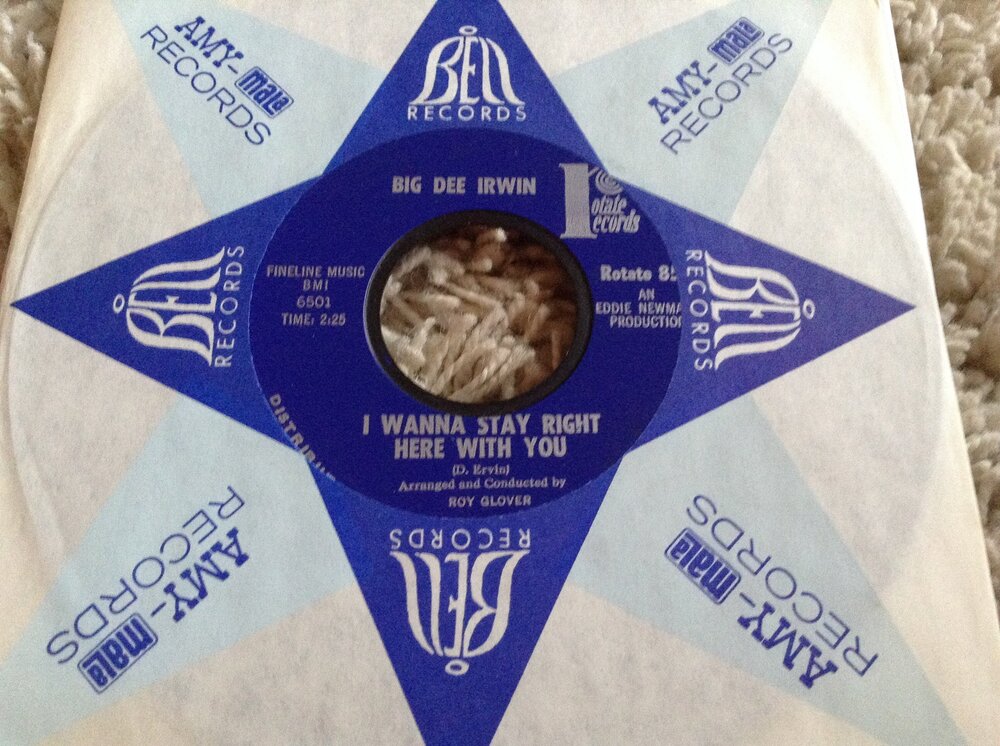 AMY-mala
RECORDS
BELL
RECORDS
AMY-mala
RECORDS
BIG DEE IRWIN
rotate
records
BELL
RECORDS
FINELINE MUSIC
BMI
6501
TIME: 2:25
Rotate
AN
EDDIE
PRODUCTION
BELL
RECORDS
I WANNA STAY RIGHT
HERE WITH YOU
(D. Ervin)
Arranged and Conducted by
ROY GLOVER
AMY-mala
RECORDS
BELL
RECORDS
AMY-mala
RECORDS